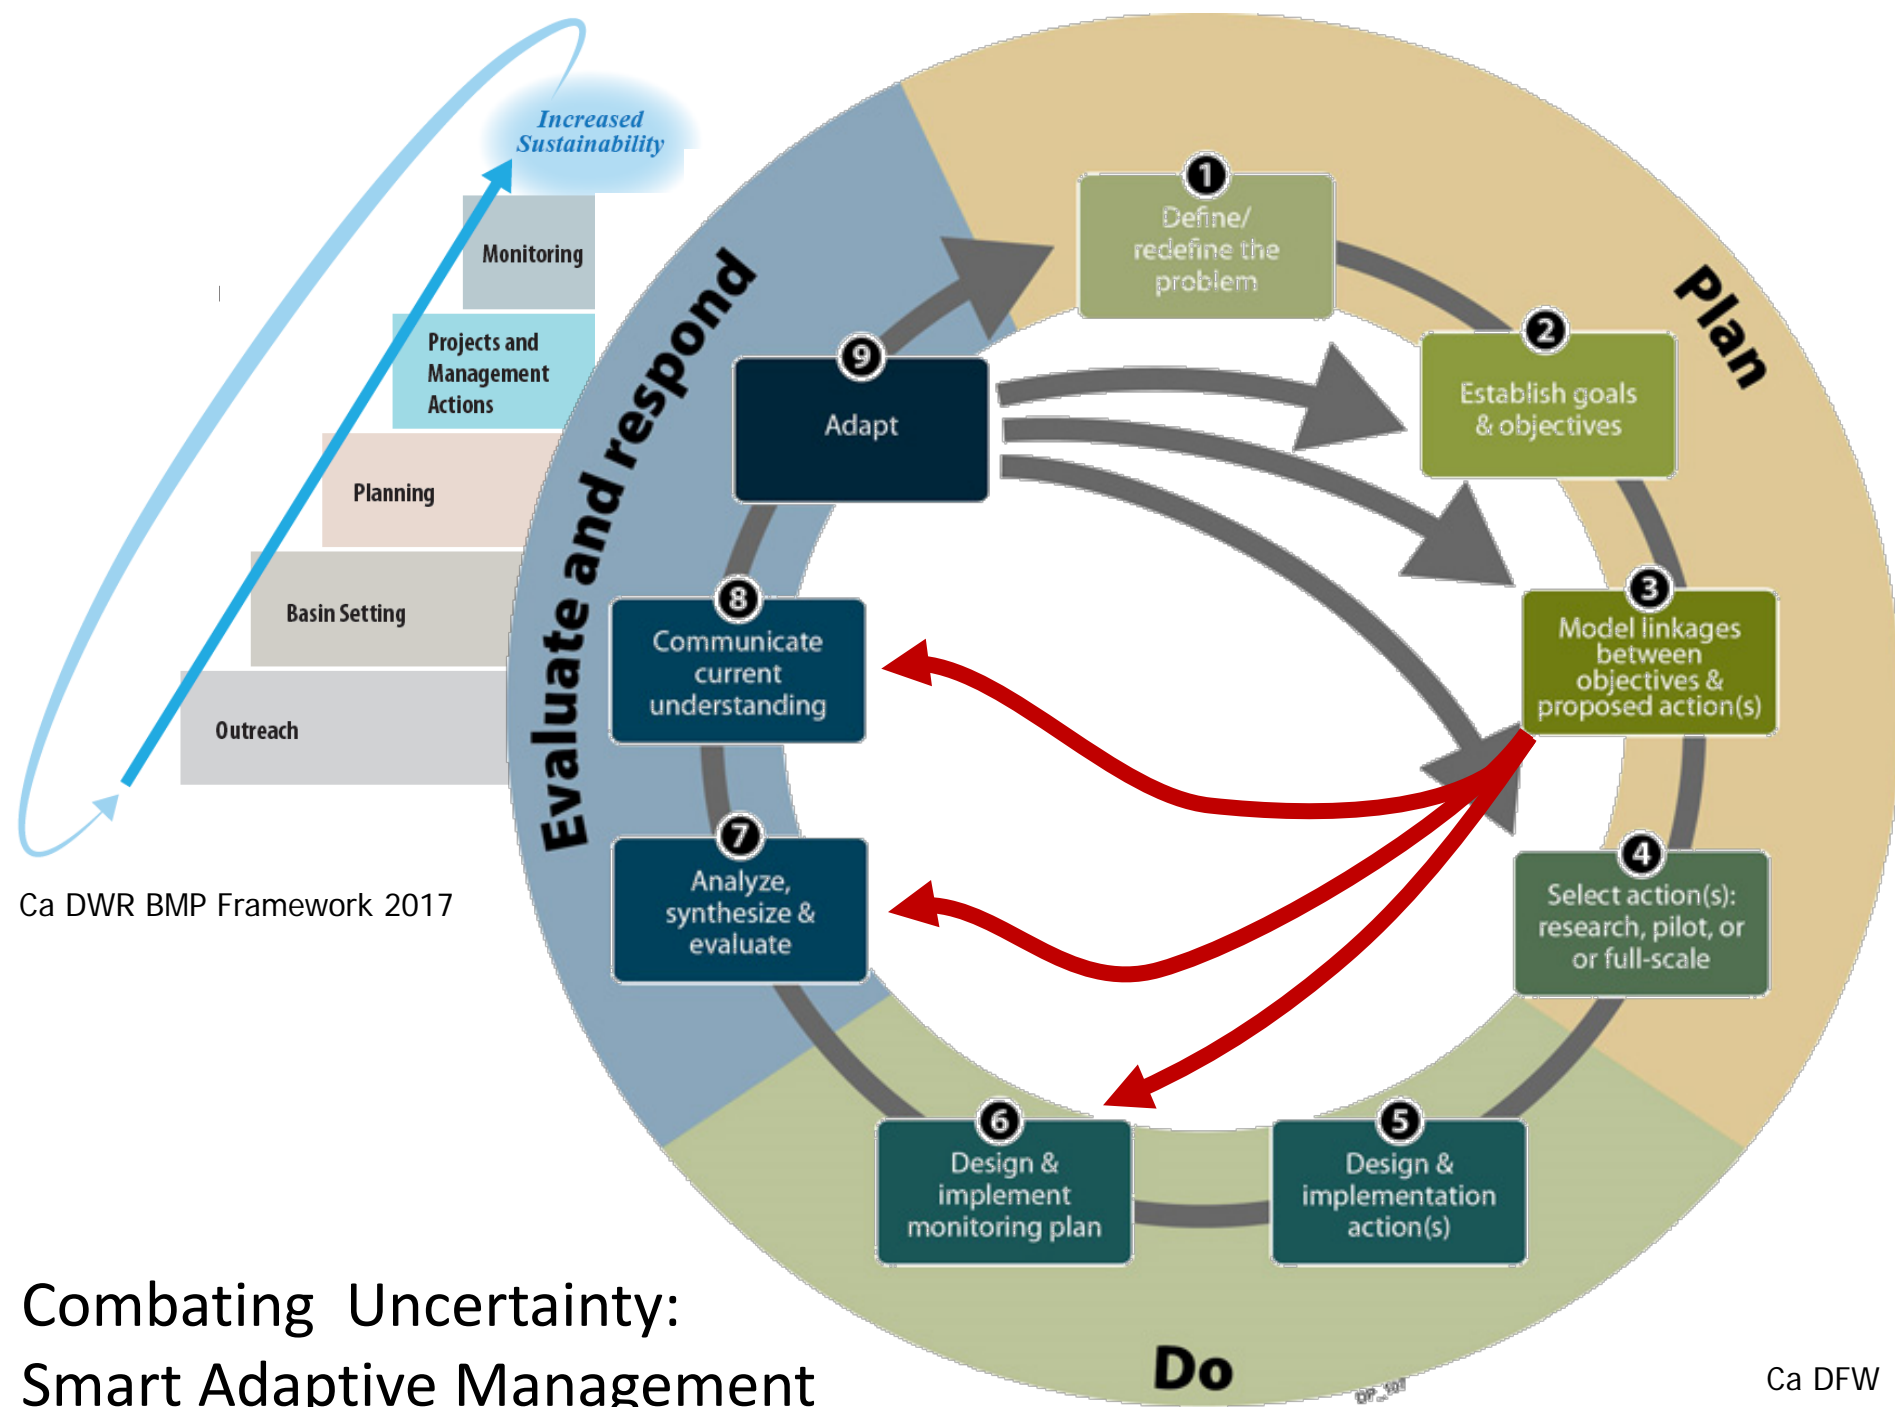 Increased
Sustainability
Monitoring
Projects and
Management
Actions
Planning
Basin Setting
Outreach
Ca DWR BMP Framework 2017
Plan
1
Define/
redefine the
problem
2
Establish goals
& objectives
3
Model linkages
between
objectives &
proposed action(s)
4
Select action(s):
research, pilot, or
or full-scale
Do
5
Design &
implementation
action(s)
6
Design &
implement
monitoring plan
Evaluate and respond
7
Analyze,
synthesize &
evaluate
8
Communicate
current
understanding
9
Adapt
Combating Uncertainty:
Smart Adaptive Management
Ca DFW